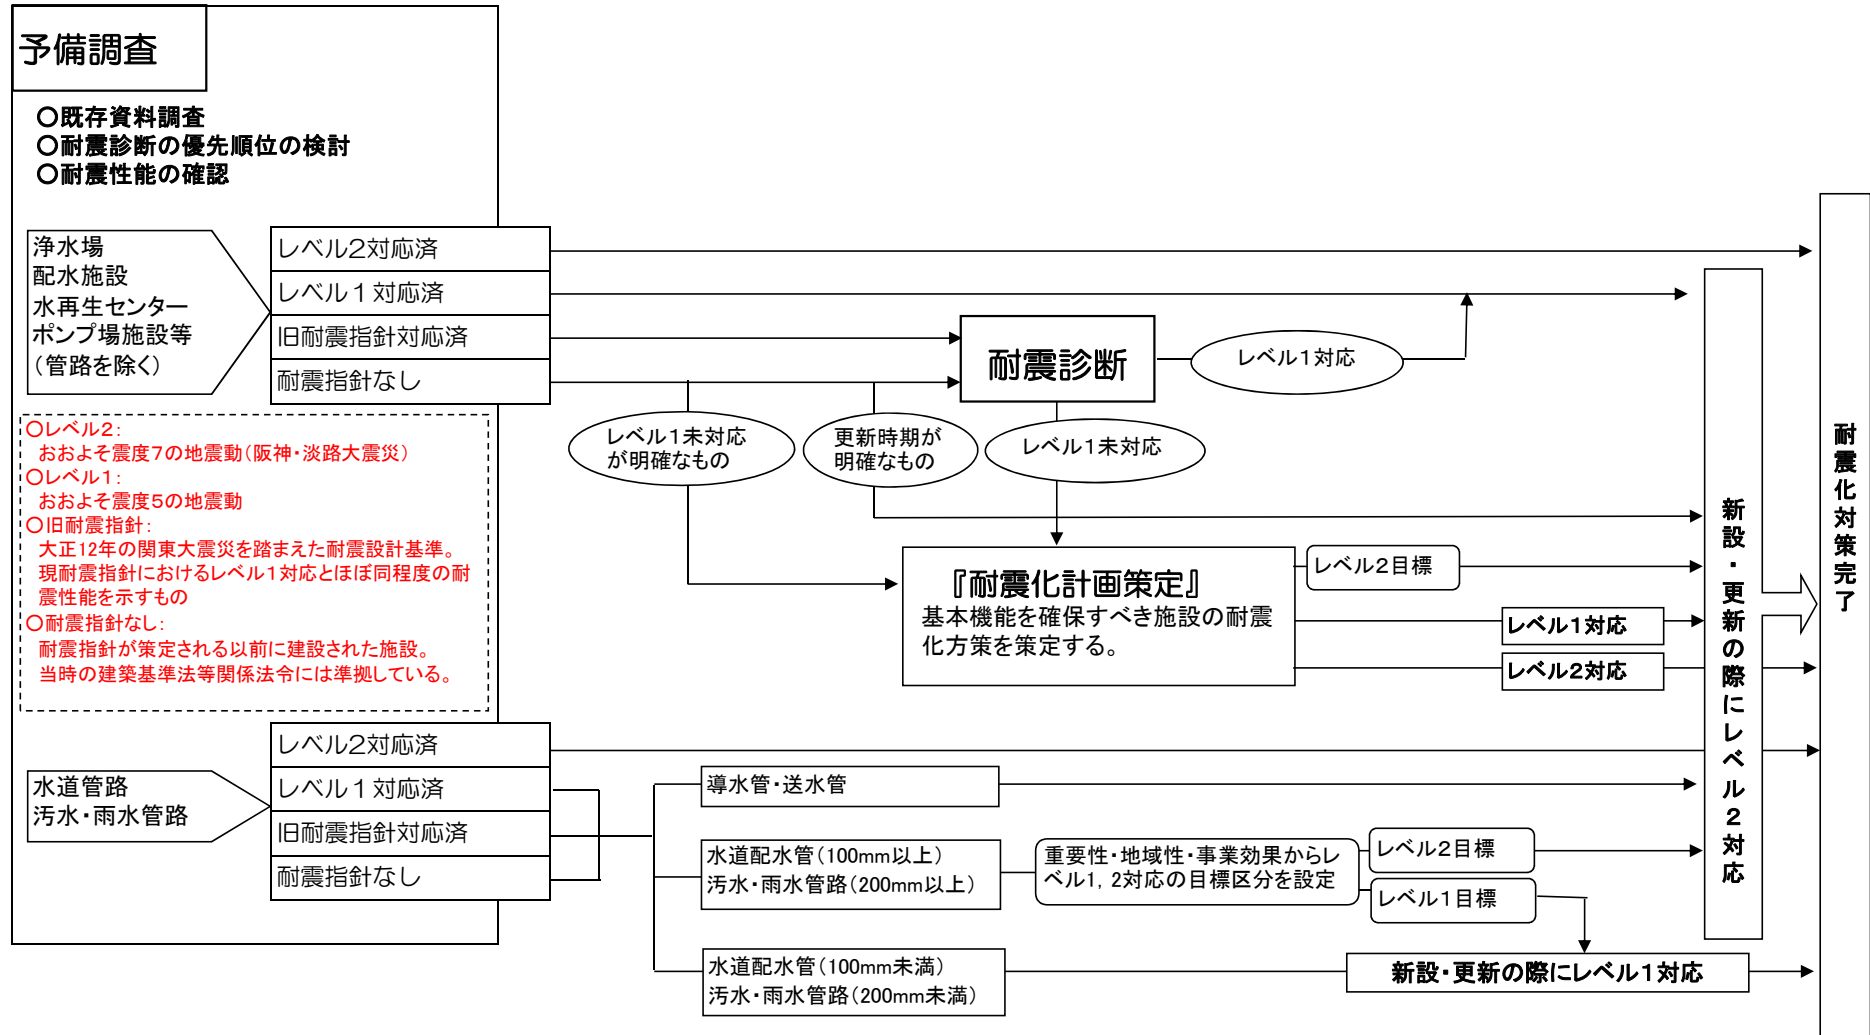 予備調査
○既存資料調査
○耐震診断の優先順位の検討
○耐震性能の確認
浄水場
配水施設
水再生センター
ポンプ場施設等
(管路を除く)
レベル2対応済
レベル1対応済
旧耐震指針対応済
耐震指針なし
耐震診断
レベル1対応
レベル1未対応
が明確なもの
更新時期が
明確なもの
レベル1未対応
○レベル2:
おおよそ震度7の地震動(阪神・淡路大震災)
○レベル1:
おおよそ震度5の地震動
○旧耐震指針:
大正12年の関東大震災を踏まえた耐震設計基準。
現耐震指針におけるレベル1対応とほぼ同程度の耐
震性能を示すもの
○耐震指針なし:
耐震指針が策定される以前に建設された施設。
当時の建築基準法等関係法令には準拠している。
『耐震化計画策定』
基本機能を確保すべき施設の耐震
化方策を策定する。
レベル2目標
レベル1対応
レベル2対応
水道管路
汚水・雨水管路
レベル2対応済
レベル1対応済
旧耐震指針対応済
耐震指針なし
導水管・送水管
水道配水管(100mm以上)
汚水・雨水管路(200mm以上)
重要性・地域性・事業効果からレ
ベル1,2対応の目標区分を設定
レベル2目標
レベル1目標
水道配水管(100mm未満)
汚水・雨水管路(200mm未満)
新設・更新の際にレベル1対応
新設・更新の際にレベル2対応
耐震化対策完了